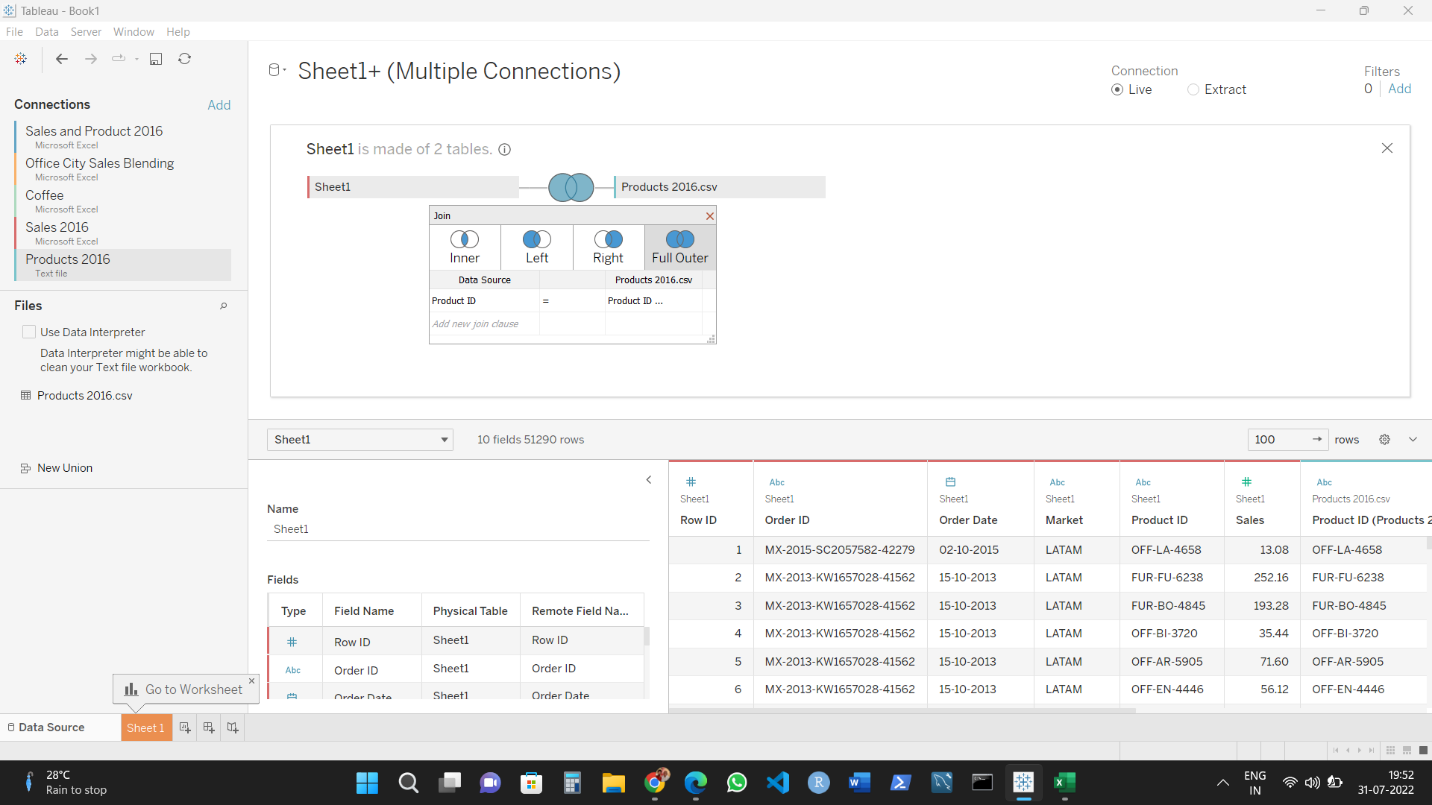 Tableau - Book1
File Data Server Window Help
Connections Add
Sales and Product 2016
Microsoft Excel
Office City Sales Blending
Microsoft Excel
Coffee
Microsoft Excel
Sales 2016
Microsoft Excel
Products 2016
Text file
Files
Use Data Interpreter
Data Interpreter might be able to
clean your Text file workbook.
Products 2016.csv
New Union
Sheet1+ (Multiple Connections)
Connection
Live Extract
Filters
0 Add
Sheet1 is made of 2 tables.
Sheet1 Products 2016.csv
Join
Inner Left Right Full Outer
Data Source Products 2016.csv
Product ID = Product ID ...
Add new join clause
Sheet1 10 fields 51290 rows 100 rows
Name
Sheet1
Fields
Type Field Name Physical Table Remote Field Na...
Row ID Sheet1 Row ID
Abc Order ID Sheet1 Order ID
Order Date Sheet1 Order Date
Abc Abc Abc Abc
Sheet1 Sheet1 Sheet1 Sheet1 Sheet1 Sheet1 Products 2016.csv
Row ID Order ID Order Date Market Product ID Sales Product ID (Products 2
1 MX-2015-SC2057582-42279 02-10-2015 LATAM OFF-LA-4658 13.08 OFF-LA-4658
2 MX-2013-KW1657028-41562 15-10-2013 LATAM FUR-FU-6238 252.16 FUR-FU-6238
3 MX-2013-KW1657028-41562 15-10-2013 LATAM FUR-BO-4845 193.28 FUR-BO-4845
4 MX-2013-KW1657028-41562 15-10-2013 LATAM OFF-BI-3720 35.44 OFF-BI-3720
5 MX-2013-KW1657028-41562 15-10-2013 LATAM OFF-AR-5905 71.60 OFF-AR-5905
6 MX-2013-KW1657028-41562 15-10-2013 LATAM OFF-EN-4446 56.12 OFF-EN-4446
Go to Worksheet
Data Source Sheet 1
28°C
Rain to stop
ENG
IN
19:52
31-07-2022